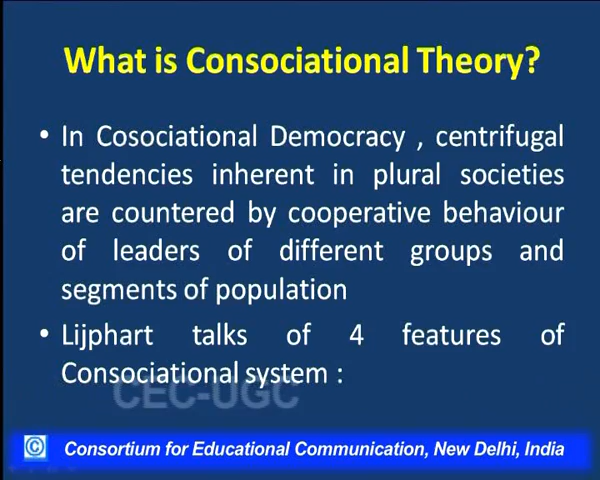 What is Consociational Theory?
• In Cosociational Democracy , centrifugal
tendencies inherent in plural societies
are countered by cooperative behaviour
of leaders of different groups and
segments of population
• Lijphart talks of 4 features of
Consociational system :
CEC-UGC
© Consortium for Educational Communication, New Delhi, India